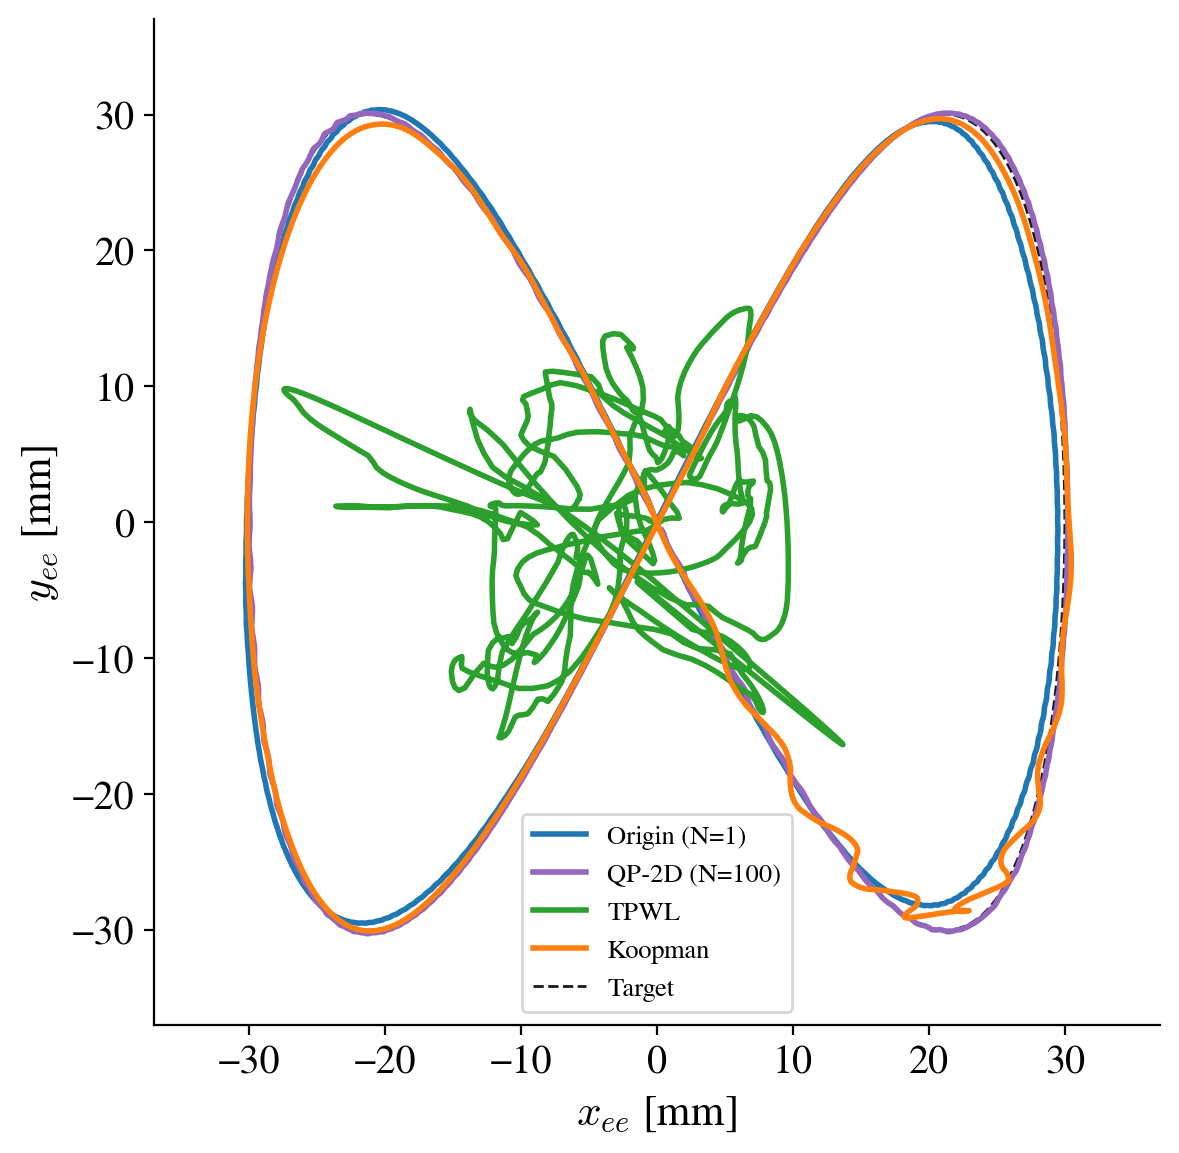 30
20
10
0
−10
−20
−30
y_ee [mm]
Origin (N=1)
QP-2D (N=100)
TPWL
Koopman
Target
−30 −20 −10 0 10 20 30
x_ee [mm]